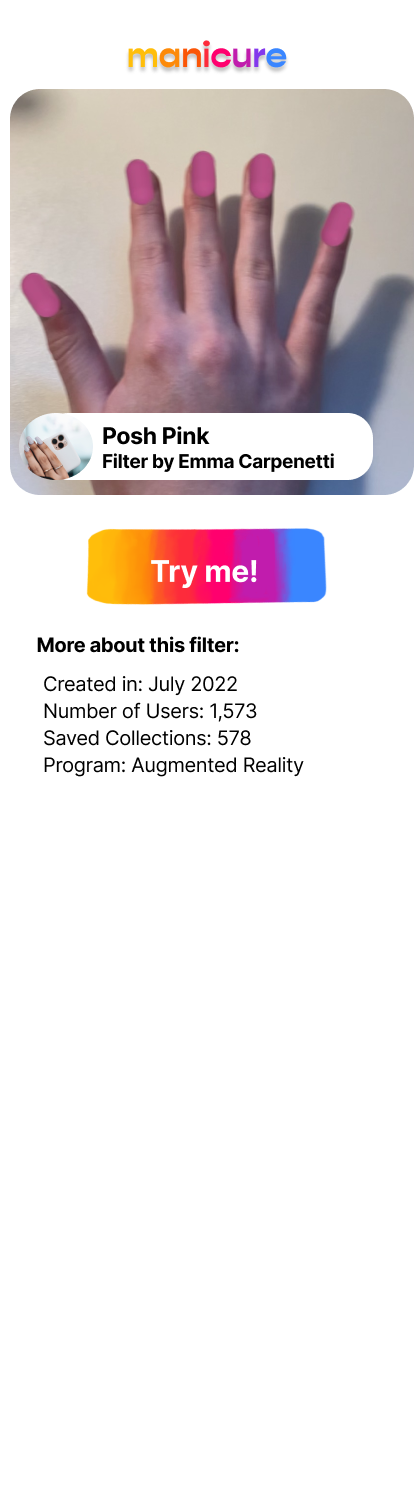 manicure
Posh Pink
Filter by Emma Carpenetti
Try me!
More about this filter:
Created in: July 2022
Number of Users: 1,573
Saved Collections: 578
Program: Augmented Reality